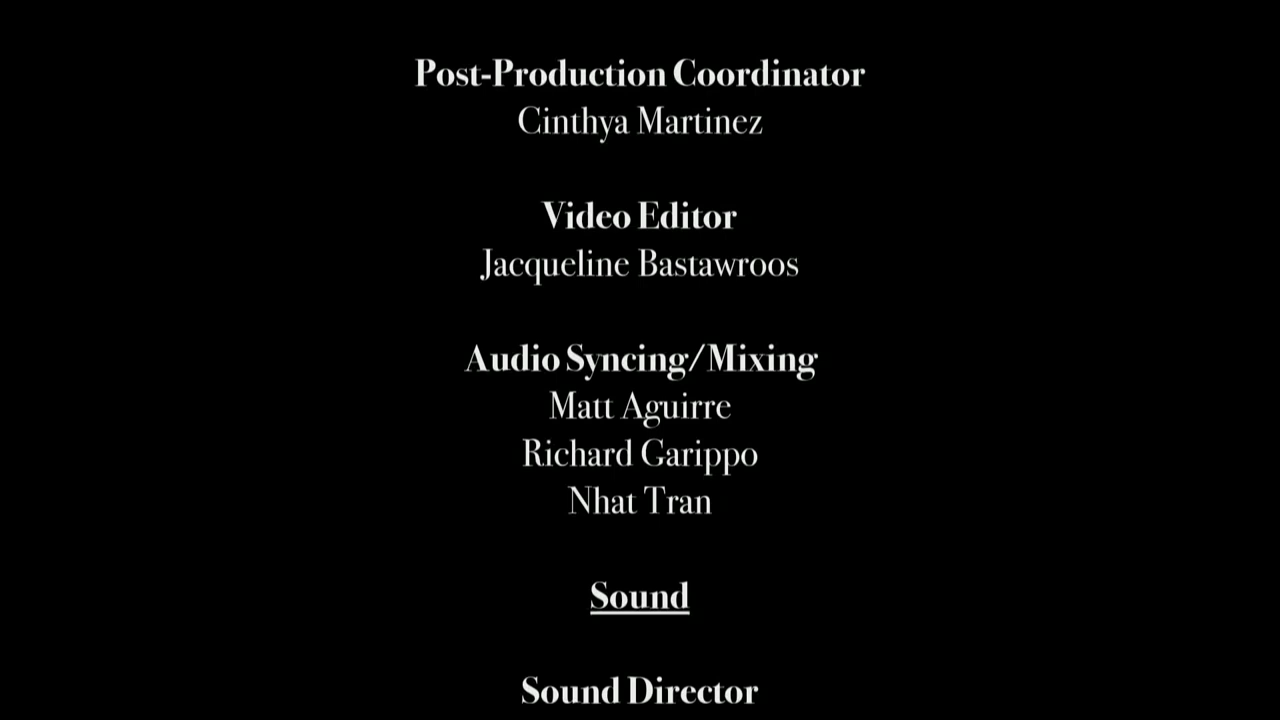 Post-Production Coordinator
Cinthya Martinez
Video Editor
Jacqueline Bastawroos
Audio Syncing/Mixing
Matt Aguirre
Richard Garippo
Nhat Tran
Sound
Sound Director